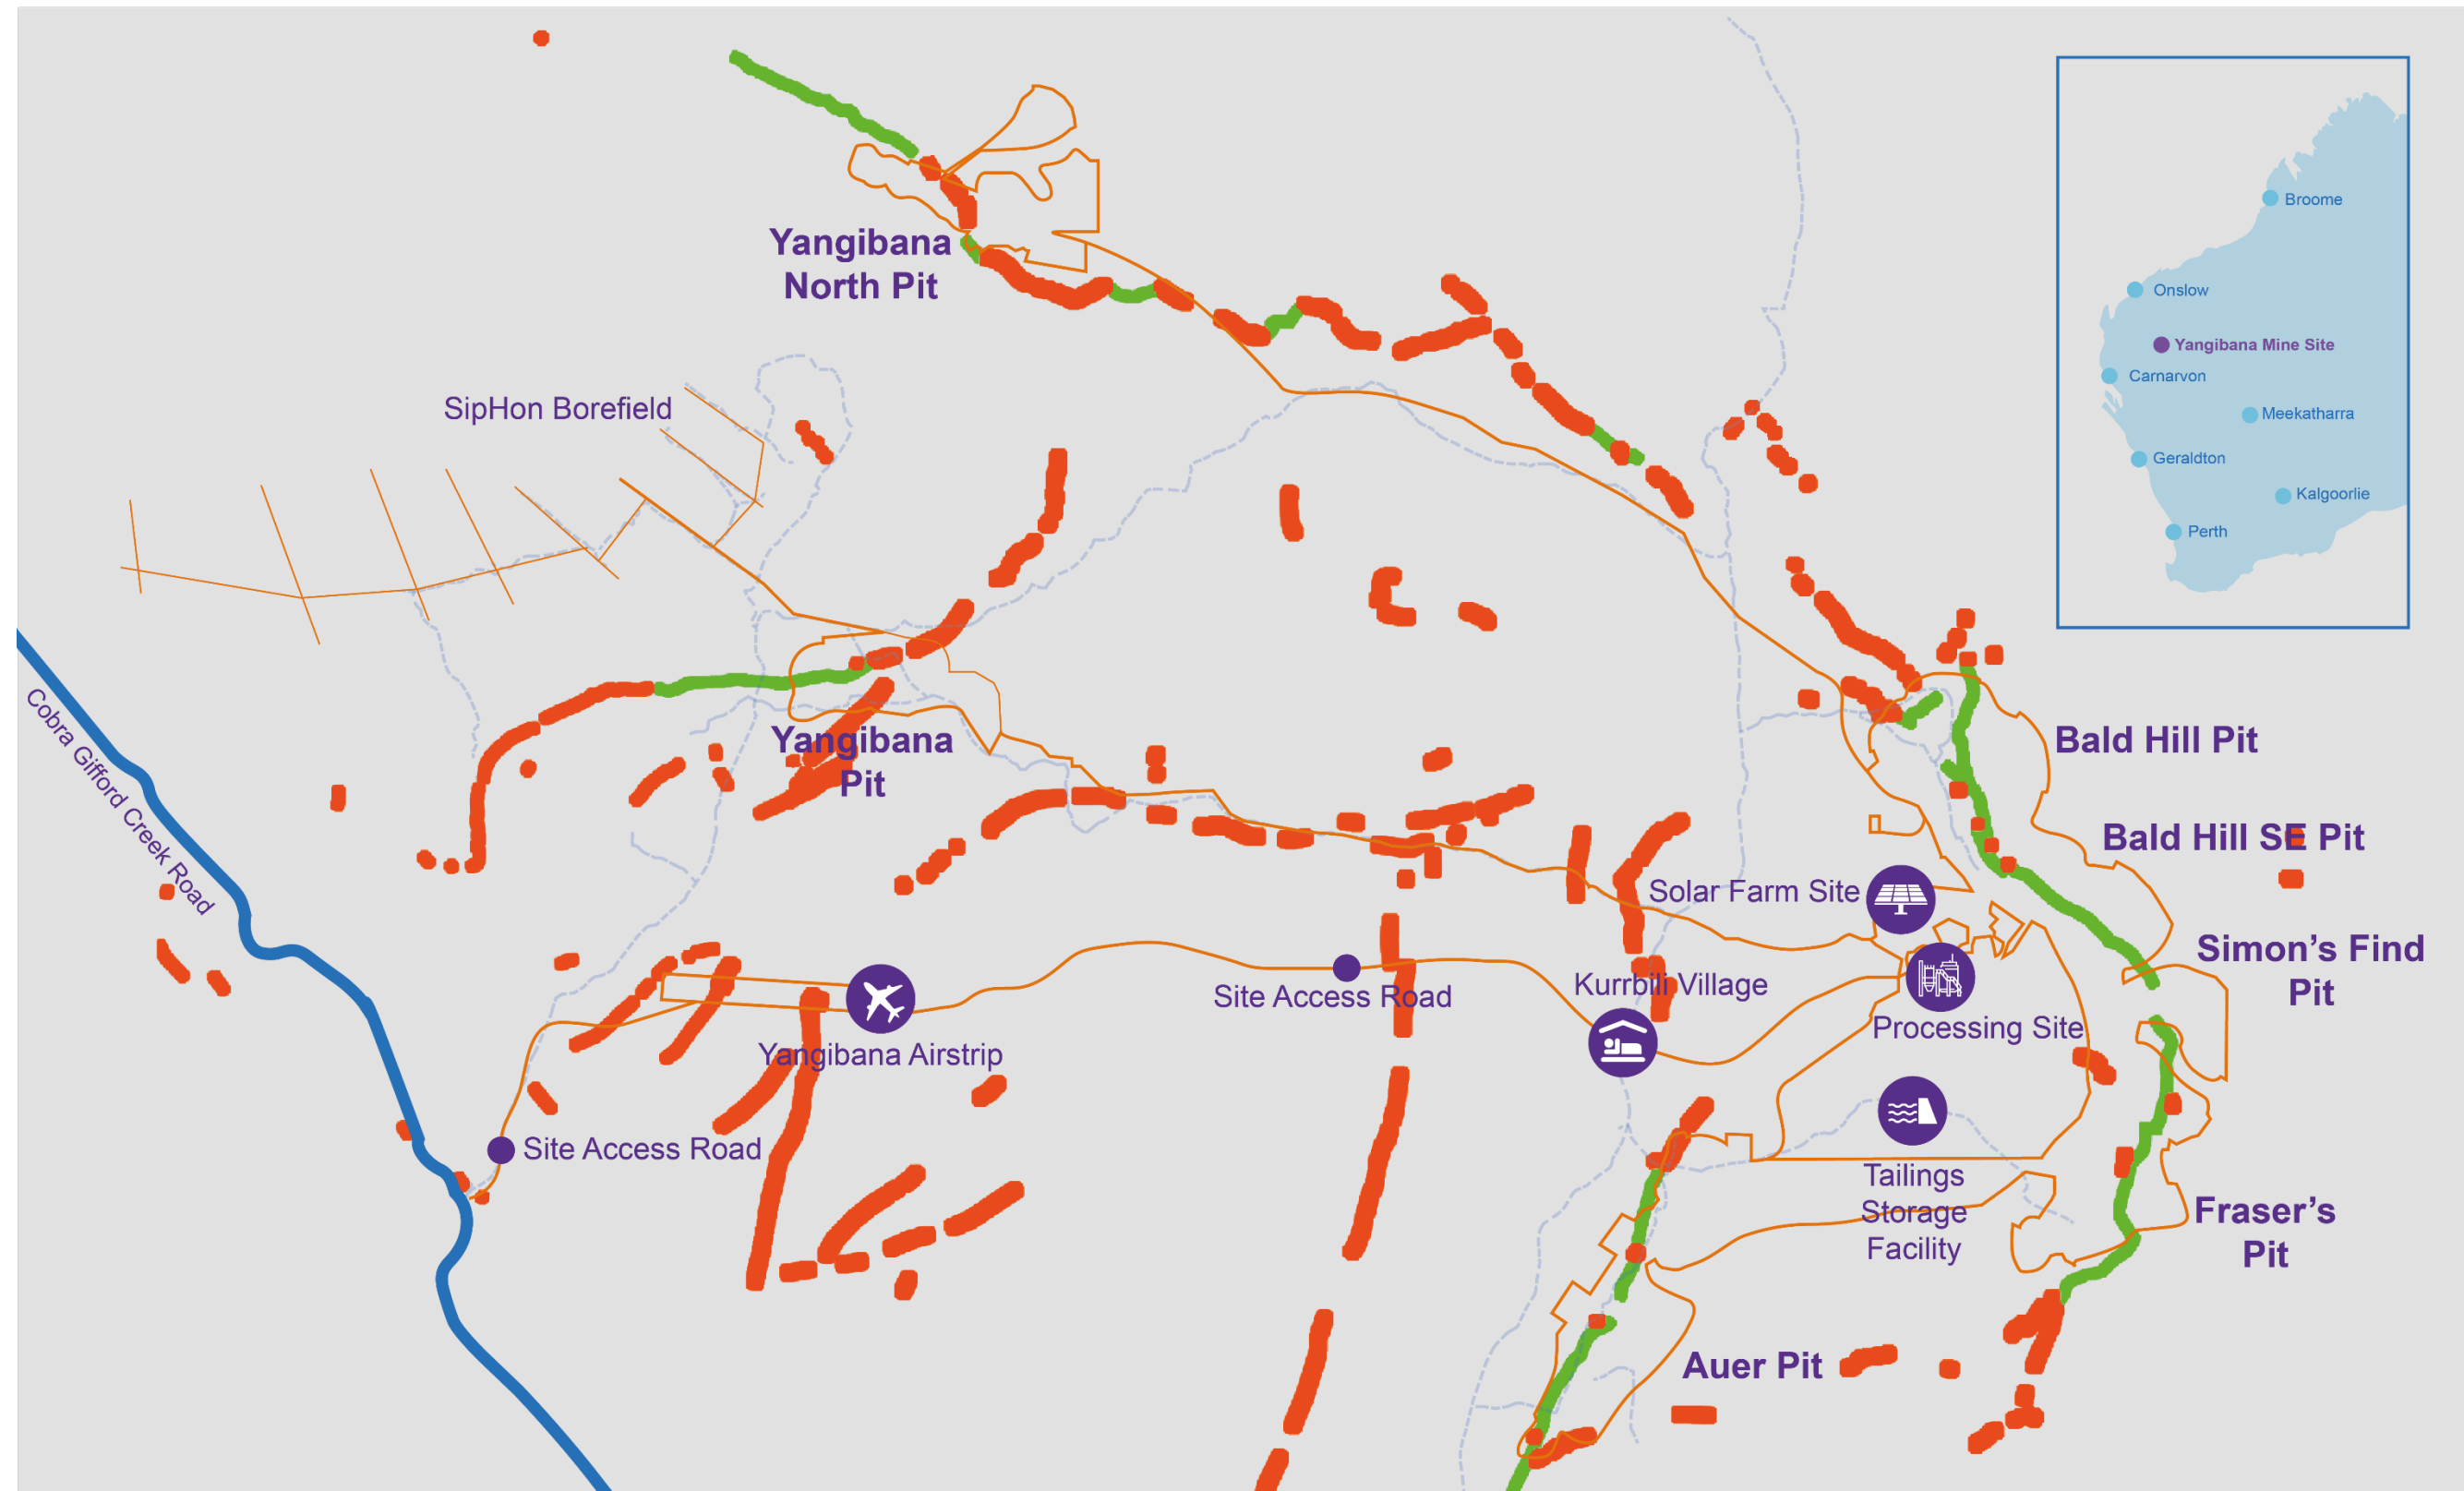 Yangibana
North Pit
SipHon Borefield
Cobra Gifford Creek Road
Yangibana
Pit
Broome
Onslow
Yangibana Mine Site
Carnarvon
Meekatharra
Geraldton
Kalgoorlie
Perth
Bald Hill Pit
Bald Hill SE Pit
Solar Farm Site
Simon’s Find
Pit
Kurrbili Village
Site Access Road
Processing Site
Yangibana Airstrip
Site Access Road
Tailings
Storage
Facility
Fraser’s
Pit
Auer Pit